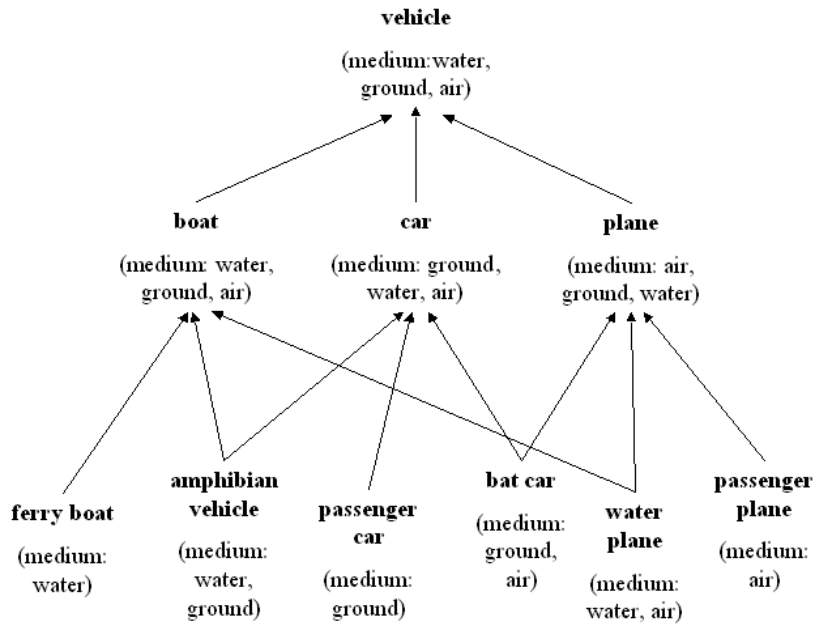 vehicle
(medium:water,
ground, air)
boat
(medium: water,
ground, air)
car
(medium: ground,
water, air)
plane
(medium: air,
ground, water)
ferry boat
(medium:
water)
amphibian
vehicle
(medium:
water,
ground)
passenger
car
(medium:
ground)
bat car
(medium:
ground,
air)
water
plane
(medium:
water, air)
passenger
plane
(medium:
air)